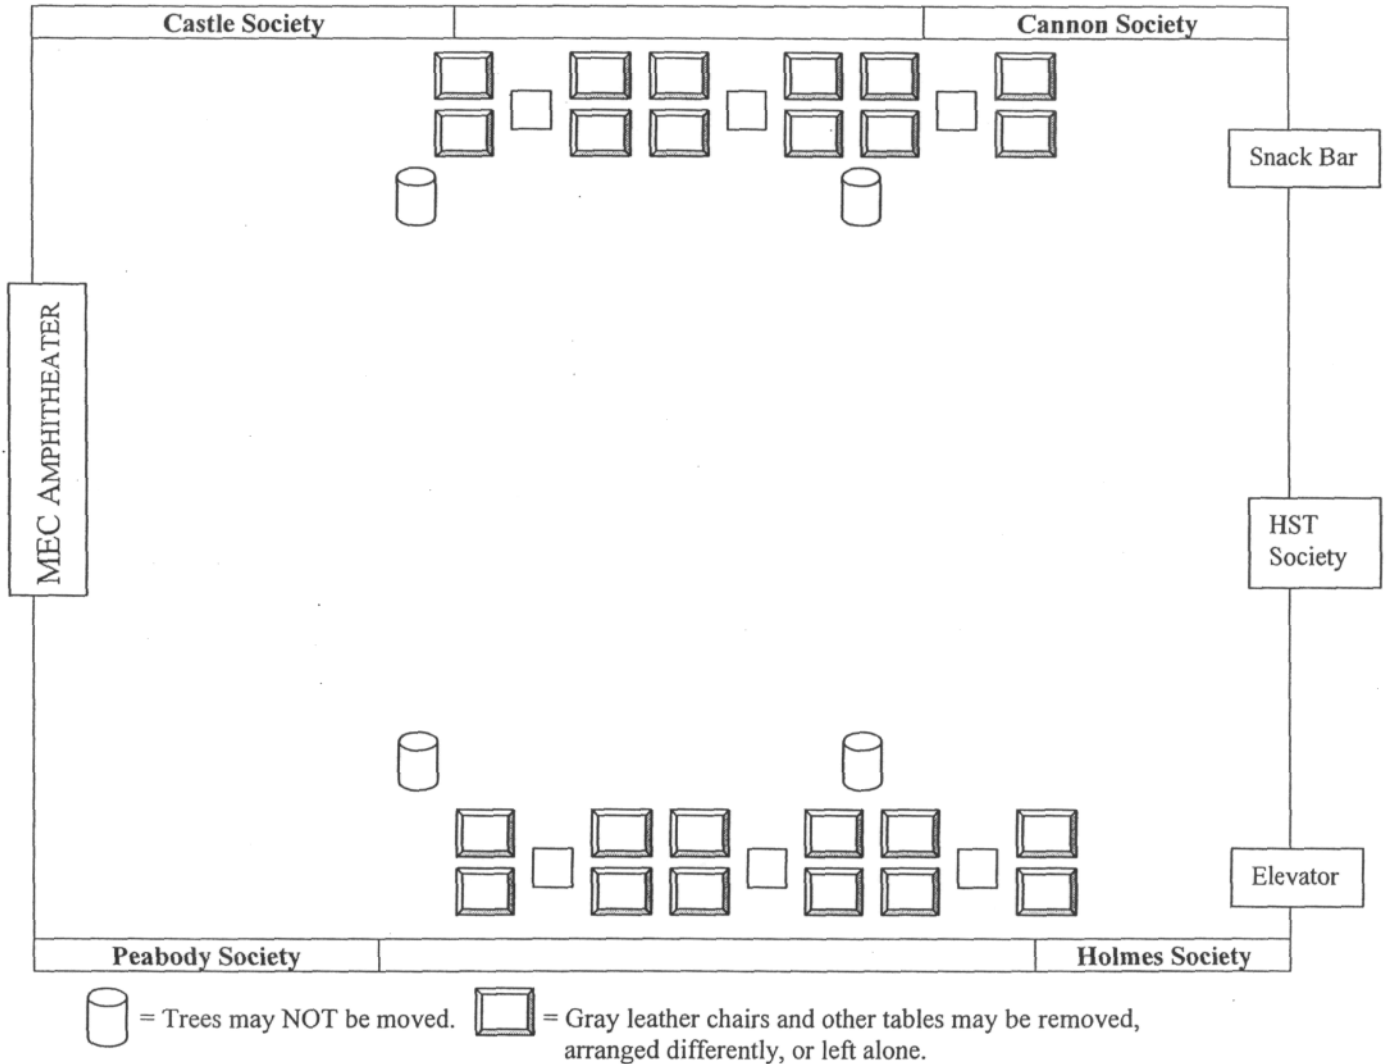 Castle Society
Cannon Society
Snack Bar
MEC AMPHITHEATER
HST
Society
Elevator
Peabody Society
Holmes Society
= Trees may NOT be moved.
= Gray leather chairs and other tables may be removed,
arranged differently, or left alone.